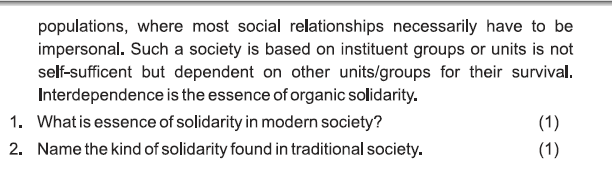 populations, where most social relationships necessarily have to be
impersonal. Such a society is based on instituent groups or units is not
self-sufficent but dependent on other units/groups for their survival.
Interdependence is the essence of organic solidarity.
1. What is essence of solidarity in modern society? (1)
2. Name the kind of solidarity found in traditional society. (1)